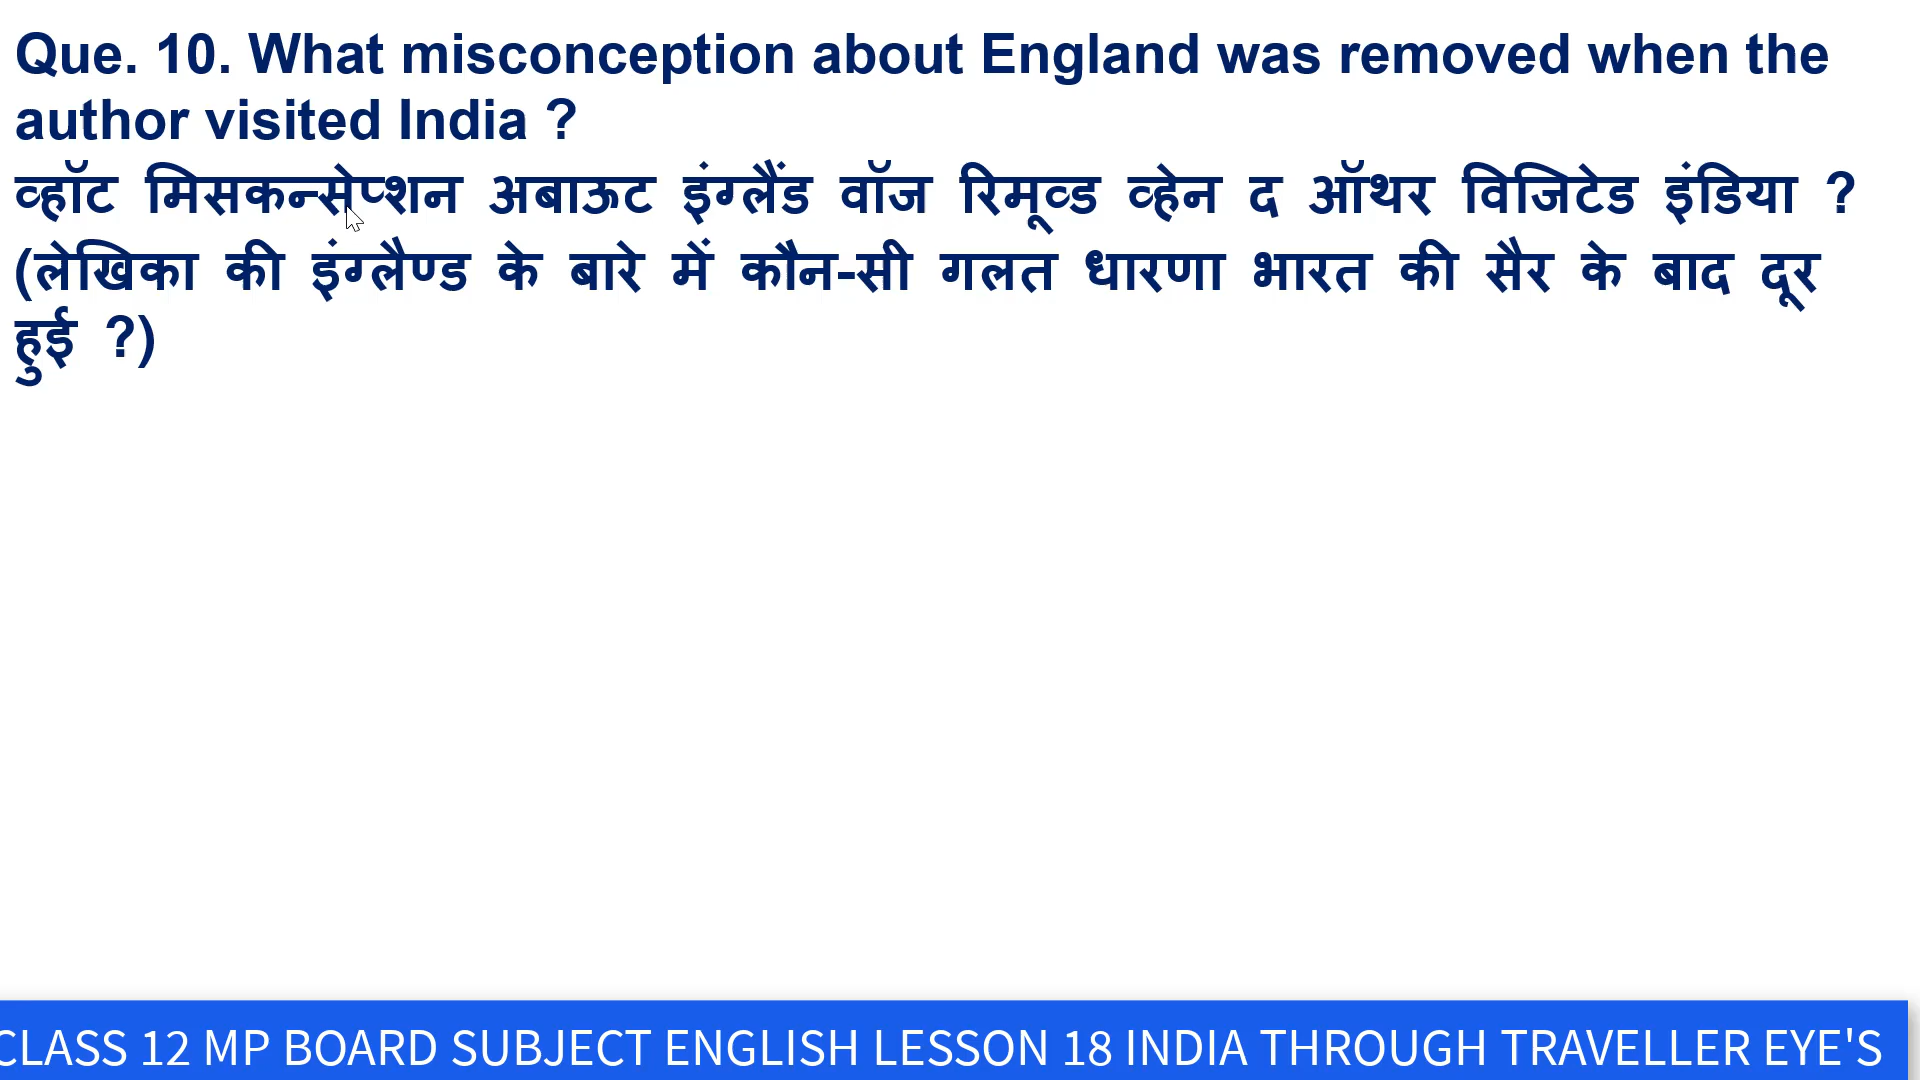 Que. 10. What misconception about England was removed when the
author visited India ?
व्हॉट मिसकन्सेप्शन अबाऊट इंग्लैंड वॉज रिमूव्ड व्हेन द ऑथर विजिटेड इंडिया ?
(लेखिका की इंग्लैण्ड के बारे में कौन-सी गलत धारणा भारत की सैर के बाद दूर
हुई ?)
CLASS 12 MP BOARD SUBJECT ENGLISH LESSON 18 INDIA THROUGH TRAVELLER EYE'S